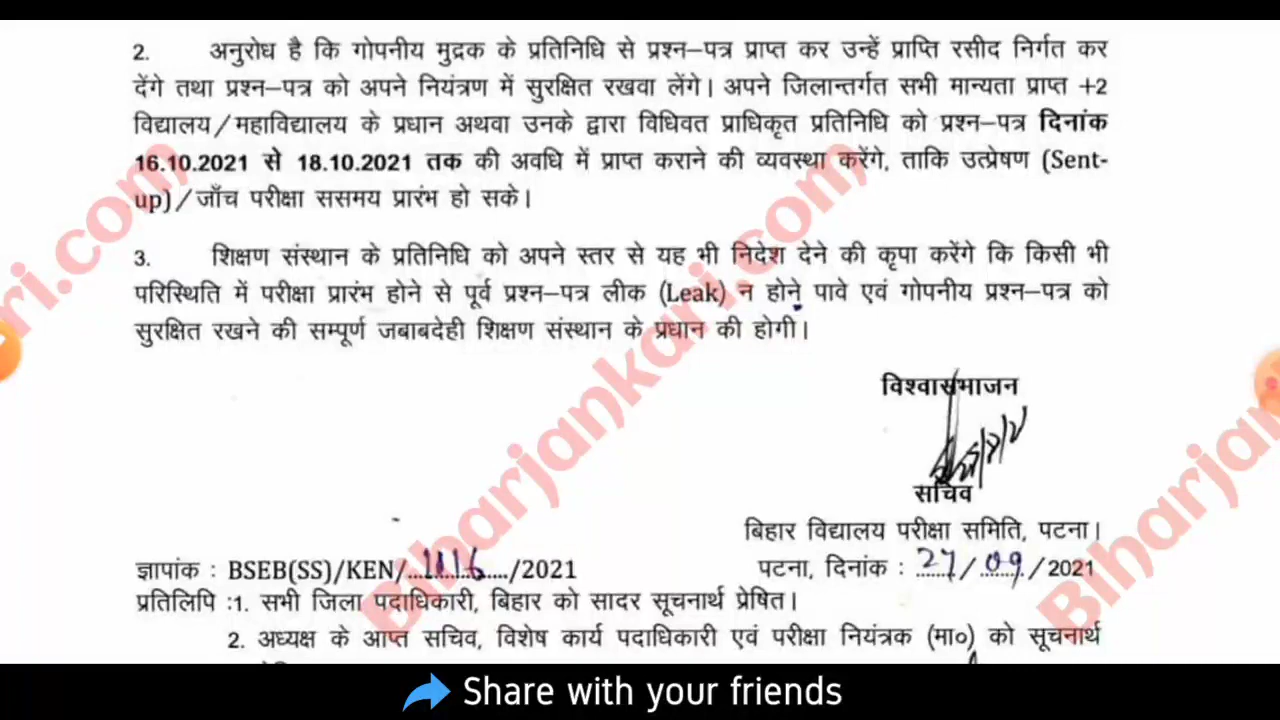 2. अनुरोध है कि गोपनीय मुद्रक के प्रतिनिधि से प्रश्न–पत्र प्राप्त कर उन्हें प्राप्ति रसीद निर्गत कर
देंगे तथा प्रश्न–पत्र को अपने नियंत्रण में सुरक्षित रखवा लेंगे। अपने जिलान्तर्गत सभी मान्यता प्राप्त +2
विद्यालय/महाविद्यालय के प्रधान अथवा उनके द्वारा विधिवत प्राधिकृत प्रतिनिधि को प्रश्न–पत्र दिनांक
16.10.2021 से 18.10.2021 तक की अवधि में प्राप्त कराने की व्यवस्था करेंगे, ताकि उत्प्रेषण (Sent-
up)/जाँच परीक्षा ससमय प्रारंभ हो सके।
3. शिक्षण संस्थान के प्रतिनिधि को अपने स्तर से यह भी निदेश देने की कृपा करेंगे कि किसी भी
परिस्थिति में परीक्षा प्रारंभ होने से पूर्व प्रश्न–पत्र लीक (Leak) न होने पावे एवं गोपनीय प्रश्न–पत्र को
सुरक्षित रखने की सम्पूर्ण जबाबदेही शिक्षण संस्थान के प्रधान की होगी।
विश्वासभाजन
सचिव
बिहार विद्यालय परीक्षा समिति, पटना।
ज्ञापांक : BSEB(SS)/KEN/...1116..../2021 पटना, दिनांक : 27/09/2021
प्रतिलिपि :1. सभी जिला पदाधिकारी, बिहार को सादर सूचनार्थ प्रेषित।
2. अध्यक्ष के आप्त सचिव, विशेष कार्य पदाधिकारी एवं परीक्षा नियंत्रक (मा०) को सूचनार्थ
Biharjankari.com
Share with your friends